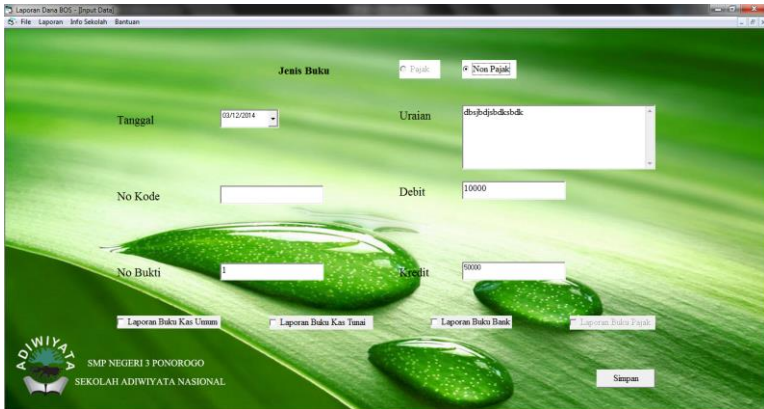 Laporan Dana BOS - [Input Data]
File Laporan Info Sekolah Bantuan
Jenis Buku Pajak Non Pajak
Tanggal 03/12/2014 Uraian dbsjbdjsbdksbdk
No Kode Debit 10000
No Bukti 1 Kredit 50000
Laporan Buku Kas Umum Laporan Buku Kas Tunai Laporan Buku Bank Laporan Buku Pajak
ADIWIYATA
SMP NEGERI 3 PONOROGO
SEKOLAH ADIWIYATA NASIONAL
Simpan